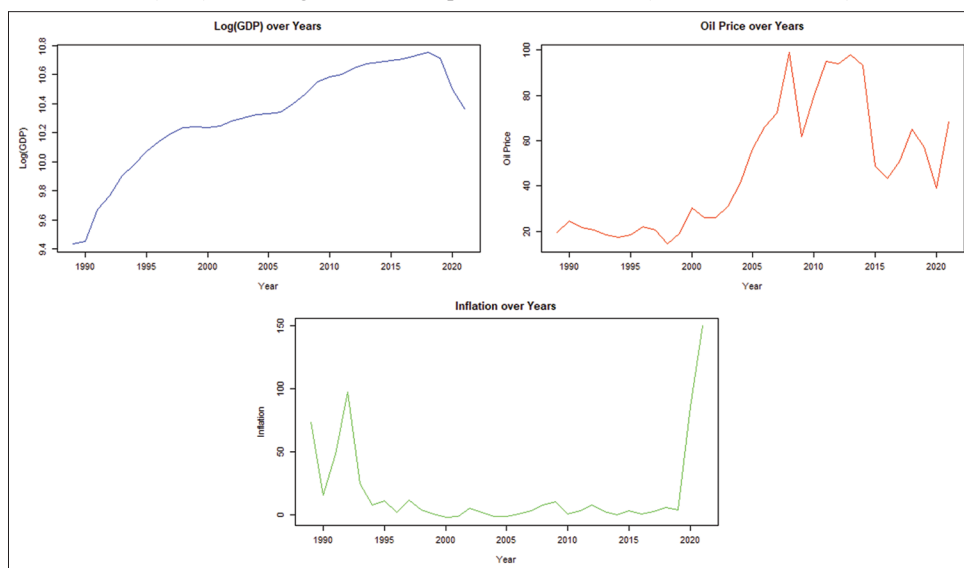 Log(GDP) over Years
Log(GDP)
9.4 9.6 9.8 10.0 10.2 10.4 10.6 10.8
1990 1995 2000 2005 2010 2015 2020
Year
Oil Price over Years
Oil Price
20 40 60 80 100
1990 1995 2000 2005 2010 2015 2020
Year
Inflation over Years
Inflation
0 50 100 150
1990 1995 2000 2005 2010 2015 2020
Year